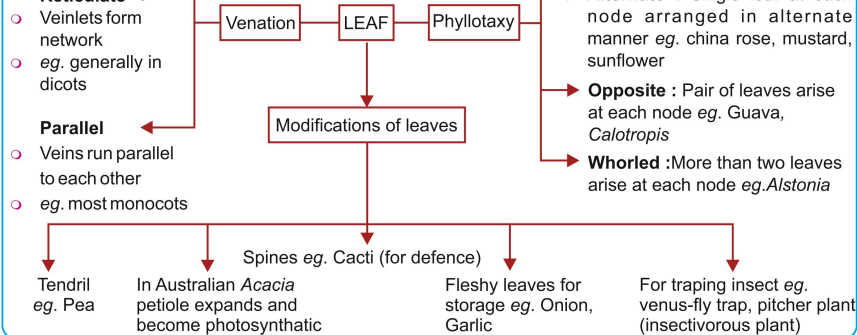 Reticulate
Veinlets form
network
eg. generally in
dicots
Parallel
Veins run parallel
to each other
eg. most monocots
Venation
LEAF
Phyllotaxy
node arranged in alternate
manner eg. china rose, mustard,
sunflower
Opposite : Pair of leaves arise
at each node eg. Guava,
Calotropis
Whorled :More than two leaves
arise at each node eg.Alstonia
Modifications of leaves
Spines eg. Cacti (for defence)
Tendril
eg. Pea
In Australian Acacia
petiole expands and
become photosynthatic
Fleshy leaves for
storage eg. Onion,
Garlic
For traping insect eg.
venus-fly trap, pitcher plant
(insectivorous plant)